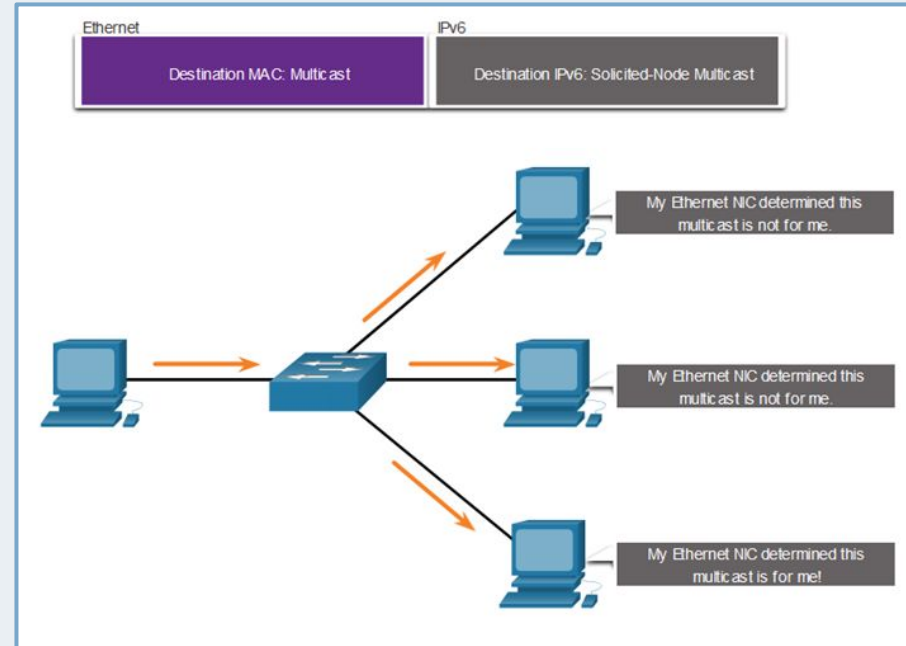 Ethernet
IPv6
Destination MAC: Multicast
Destination IPv6: Solicited-Node Multicast
My Ethernet NIC determined this
multicast is not for me.
My Ethernet NIC determined this
multicast is not for me.
My Ethernet NIC determined this
multicast is for me!